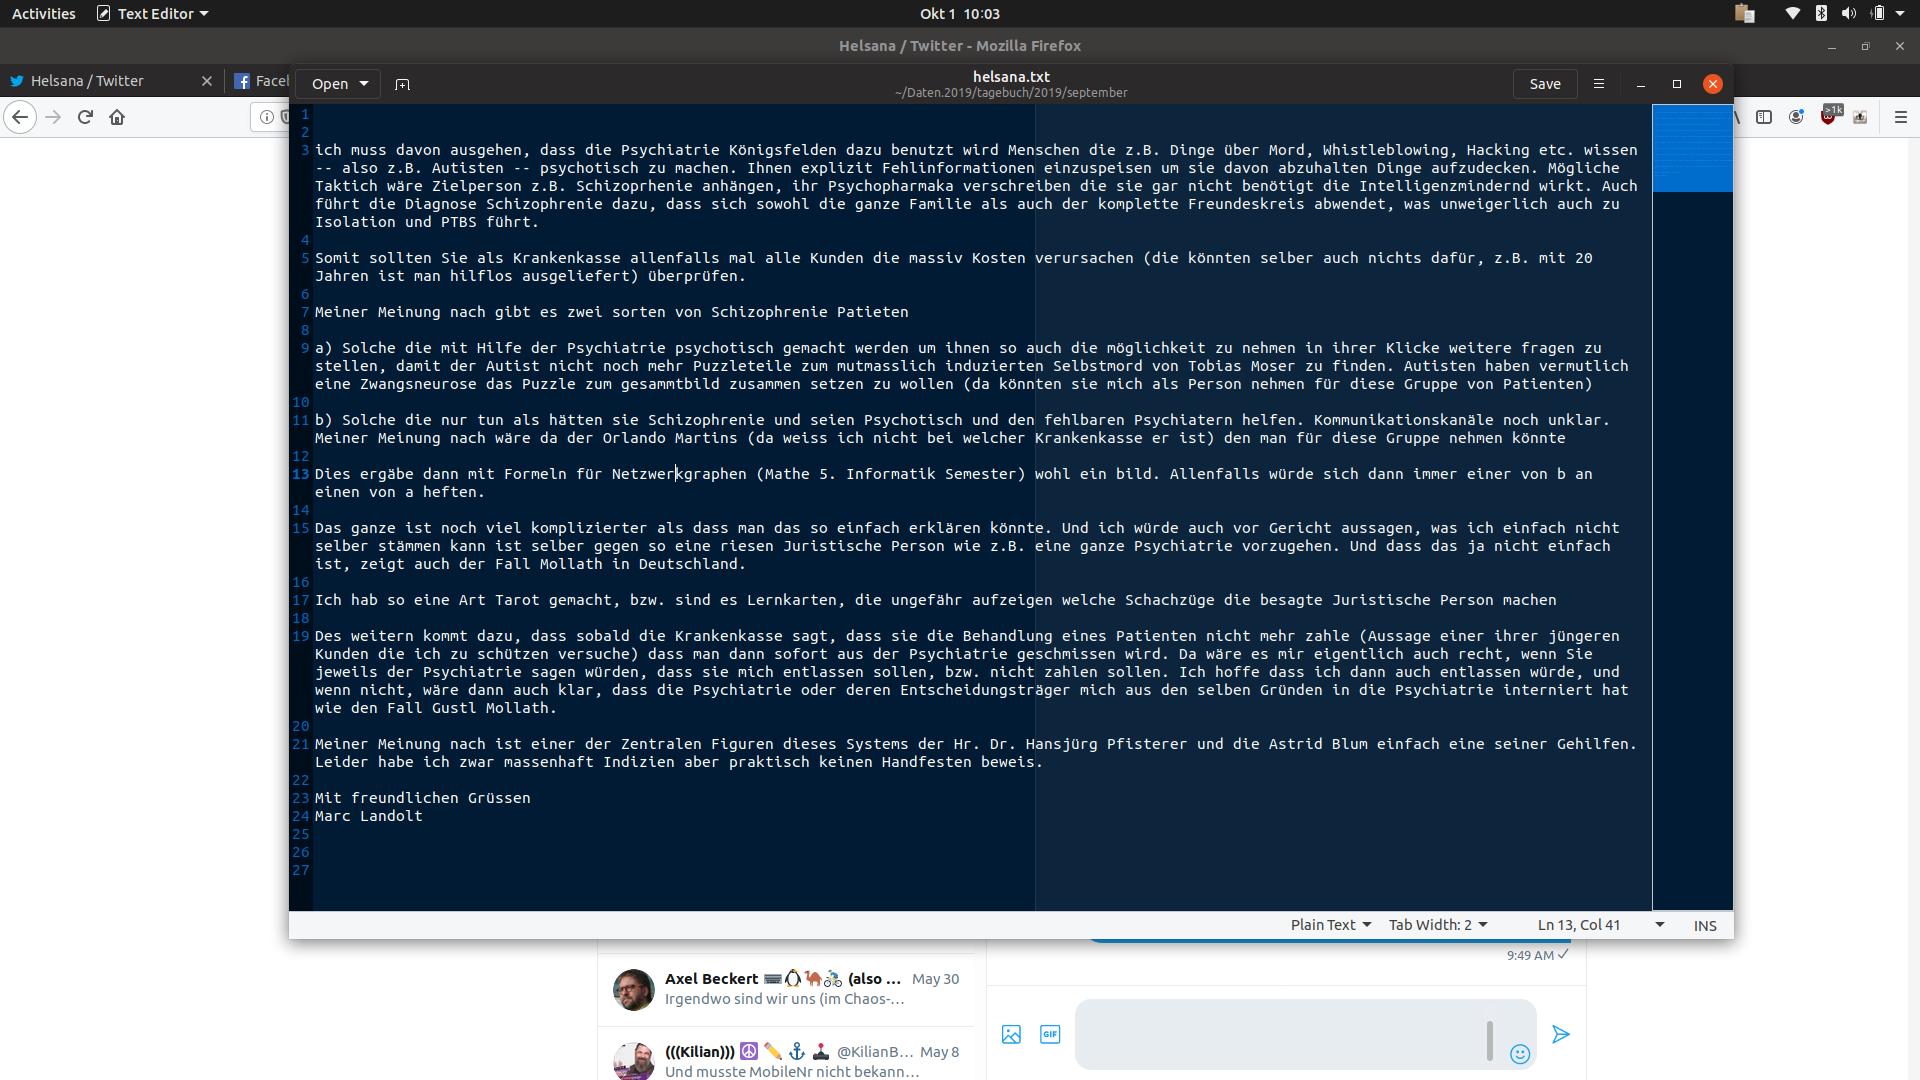 Activities
Text Editor
Okt 1 10:03
Helsana / Twitter - Mozilla Firefox
Helsana / Twitter
Open
helsana.txt
~/Daten.2019/tagebuch/2019/september
Save
>1k
1
2
3 ich muss davon ausgehen, dass die Psychiatrie Königsfelden dazu benutzt wird Menschen die z.B. Dinge über Mord, Whistleblowing, Hacking etc. wissen
-- also z.B. Autisten -- psychotisch zu machen. Ihnen explizit Fehlinformationen einzuspeisen um sie davon abzuhalten Dinge aufzudecken. Mögliche
Taktich wäre Zielperson z.B. Schizoprhenie anhängen, ihr Psychopharmaka verschreiben die sie gar nicht benötigt die Intelligenzmindernd wirkt. Auch
führt die Diagnose Schizophrenie dazu, dass sich sowohl die ganze Familie als auch der komplette Freundeskreis abwendet, was unweigerlich auch zu
Isolation und PTBS führt.
4
5 Somit sollten Sie als Krankenkasse allenfalls mal alle Kunden die massiv Kosten verursachen (die könnten selber auch nichts dafür, z.B. mit 20
Jahren ist man hilflos ausgeliefert) überprüfen.
6
7 Meiner Meinung nach gibt es zwei sorten von Schizophrenie Patieten
8
9 a) Solche die mit Hilfe der Psychiatrie psychotisch gemacht werden um ihnen so auch die möglichkeit zu nehmen in ihrer Klicke weitere fragen zu
stellen, damit der Autist nicht noch mehr Puzzleteile zum mutmasslich induzierten Selbstmord von Tobias Moser zu finden. Autisten haben vermutlich
eine Zwangsneurose das Puzzle zum gesammtbild zusammen setzen zu wollen (da könnten sie mich als Person nehmen für diese Gruppe von Patienten)
10
11 b) Solche die nur tun als hätten sie Schizophrenie und seien Psychotisch und den fehlbaren Psychiatern helfen. Kommunikationskanäle noch unklar.
Meiner Meinung nach wäre da der Orlando Martins (da weiss ich nicht bei welcher Krankenkasse er ist) den man für diese Gruppe nehmen könnte
12
13 Dies ergäbe dann mit Formeln für Netzwerkgraphen (Mathe 5. Informatik Semester) wohl ein bild. Allenfalls würde sich dann immer einer von b an
einen von a heften.
14
15 Das ganze ist noch viel komplizierter als dass man das so einfach erklären könnte. Und ich würde auch vor Gericht aussagen, was ich einfach nicht
selber stämmen kann ist selber gegen so eine riesen Juristische Person wie z.B. eine ganze Psychiatrie vorzugehen. Und dass das ja nicht einfach
ist, zeigt auch der Fall Mollath in Deutschland.
16
17 Ich hab so eine Art Tarot gemacht, bzw. sind es Lernkarten, die ungefähr aufzeigen welche Schachzüge die besagte Juristische Person machen
18
19 Des weitern kommt dazu, dass sobald die Krankenkasse sagt, dass sie die Behandlung eines Patienten nicht mehr zahle (Aussage einer ihrer jüngeren
Kunden die ich zu schützen versuche) dass man dann sofort aus der Psychiatrie geschmissen wird. Da wäre es mir eigentlich auch recht, wenn Sie
jeweils der Psychiatrie sagen würden, dass sie mich entlassen sollen, bzw. nicht zahlen sollen. Ich hoffe dass ich dann auch entlassen würde, und
wenn nicht, wäre dann auch klar, dass die Psychiatrie oder deren Entscheidungsträger mich aus den selben Gründen in die Psychiatrie interniert hat
wie den Fall Gustl Mollath.
20
21 Meiner Meinung nach ist einer der Zentralen Figuren dieses Systems der Hr. Dr. Hansjürg Pfisterer und die Astrid Blum einfach eine seiner Gehilfen.
Leider habe ich zwar massenhaft Indizien aber praktisch keinen Handfesten beweis.
22
23 Mit freundlichen Grüssen
24 Marc Landolt
25
26
27
Plain Text
Tab Width: 2
Ln 13, Col 41
INS
9:49 AM
Axel Beckert (also ... May 30
Irgendwo sind wir uns (im Chaos-...
(((Kilian))) @KilianB... May 8
Und musste MobileNr nicht bekann...
GIF